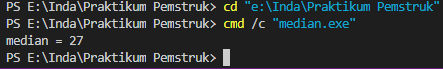 PS E:\Inda\Praktikum Pemstruk> cd "e:\Inda\Praktikum Pemstruk"
PS E:\Inda\Praktikum Pemstruk> cmd /c "median.exe"
median = 27
PS E:\Inda\Praktikum Pemstruk>